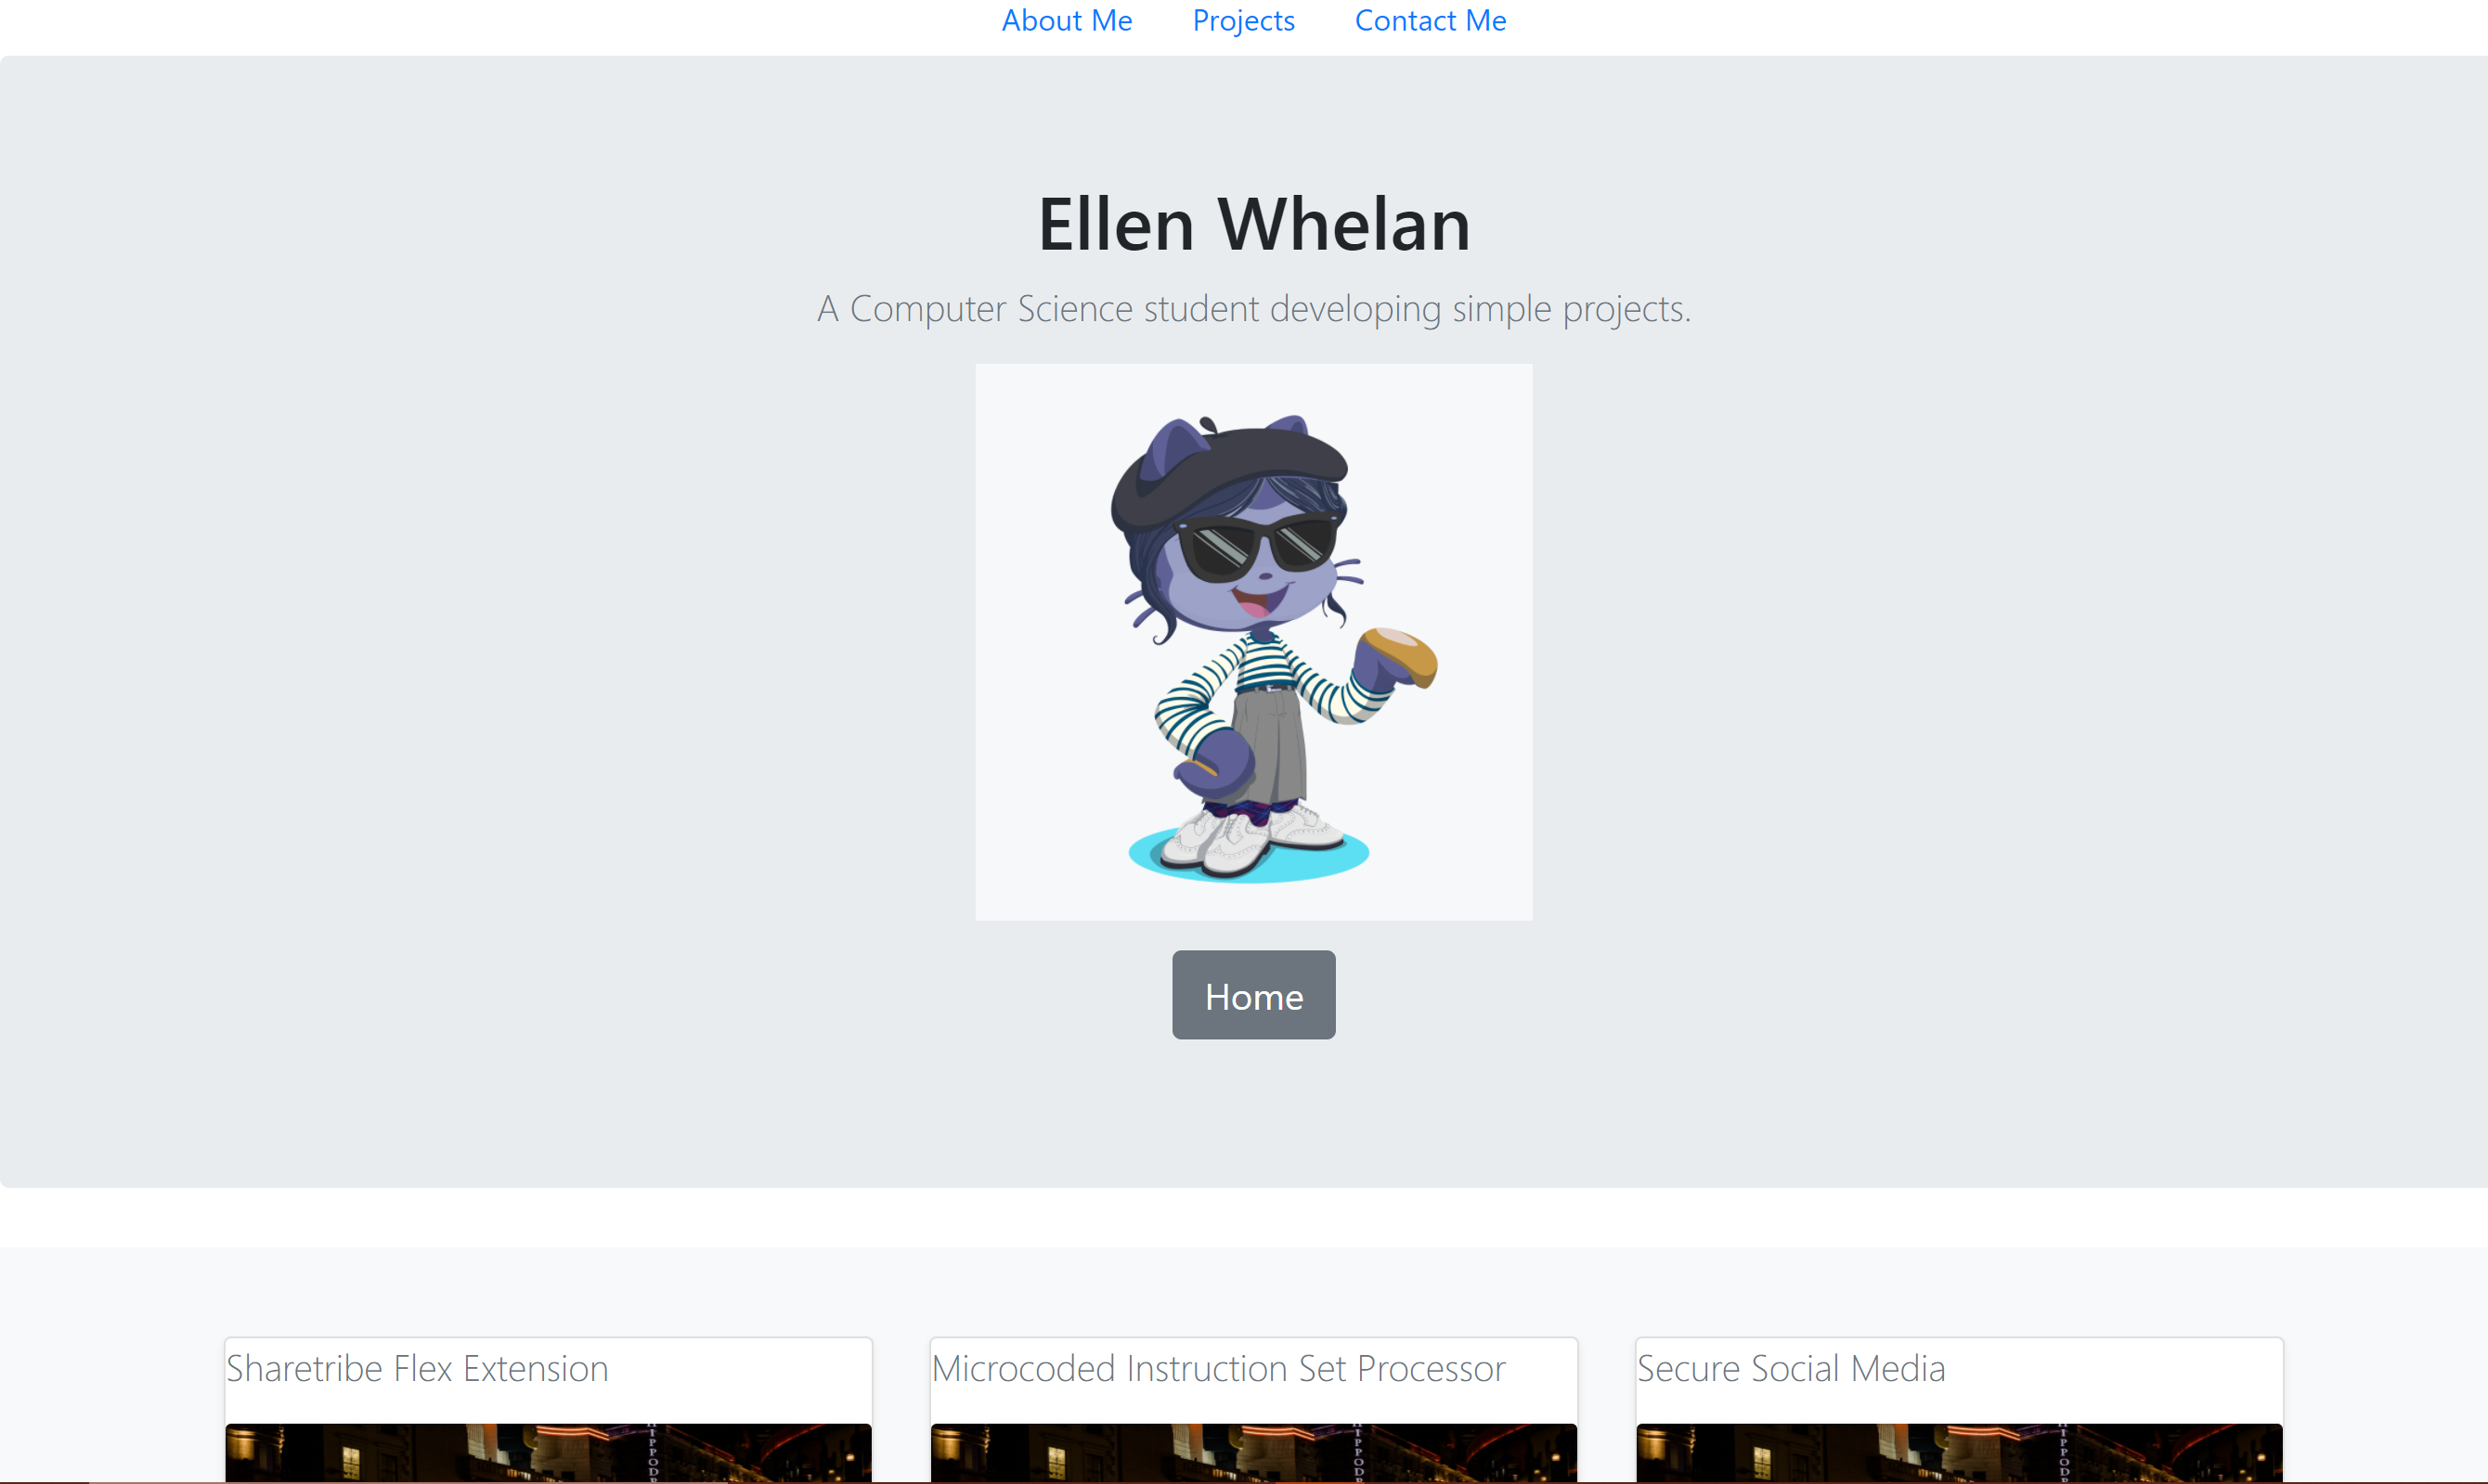 About Me Projects Contact Me
Ellen Whelan
A Computer Science student developing simple projects.
Home
Sharetribe Flex Extension
Microcoded Instruction Set Processor
Secure Social Media